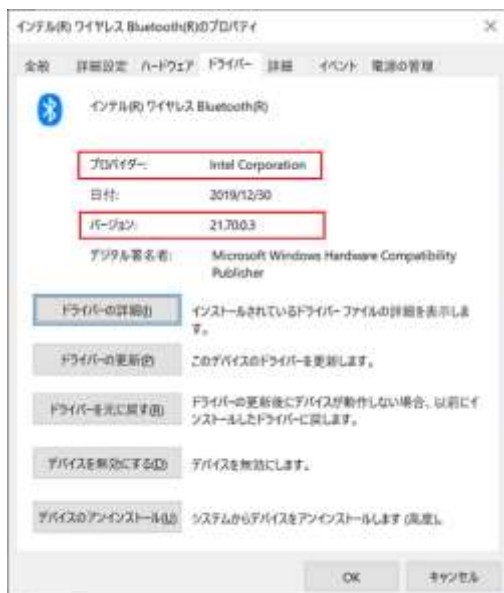 インテル(R) ワイヤレス Bluetooth(R)のプロパティ
全般 詳細設定 ハードウェア ドライバー 詳細 イベント 電源の管理
インテル(R) ワイヤレス Bluetooth(R)
プロバイダー: Intel Corporation
日付: 2019/12/30
バージョン: 21.70.0.3
デジタル署名者: Microsoft Windows Hardware Compatibility
Publisher
ドライバーの詳細(I) インストールされているドライバー ファイルの詳細を表示しま
す。
ドライバーの更新(P) このデバイスのドライバーを更新します。
ドライバーを元に戻す(R) ドライバーの更新後にデバイスが動作しない場合、以前にイ
ンストールしたドライバーに戻します。
デバイスを無効にする(D) デバイスを無効にします。
デバイスのアンインストール(U) システムからデバイスをアンインストールします (高度)。
OK キャンセル